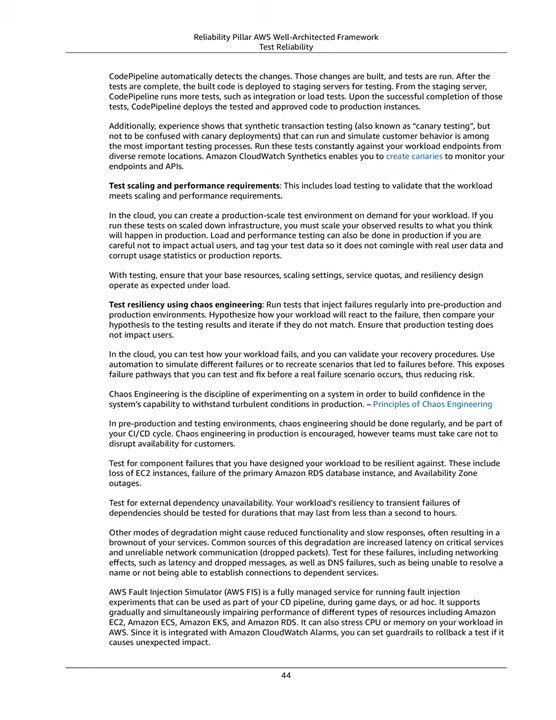 Reliability Pillar AWS Well-Architected Framework
Test Reliability
CodePipeline automatically detects the changes. Those changes are built, and tests are run. After the
tests are complete, the built code is deployed to staging servers for testing. From the staging server,
CodePipeline runs more tests, such as integration or load tests. Upon the successful completion of those
tests, CodePipeline deploys the tested and approved code to production instances.
Additionally, experience shows that synthetic transaction testing (also known as “canary testing”, but
not to be confused with canary deployments) that can run and simulate customer behavior is among
the most important testing processes. Run these tests constantly against your workload endpoints from
diverse remote locations. Amazon CloudWatch Synthetics enables you to create canaries to monitor your
endpoints and APIs.
Test scaling and performance requirements: This includes load testing to validate that the workload
meets scaling and performance requirements.
In the cloud, you can create a production-scale test environment on demand for your workload. If you
run these tests on scaled down infrastructure, you must scale your observed results to what you think
will happen in production. Load and performance testing can also be done in production if you are
careful not to impact actual users, and tag your test data so it does not comingle with real user data and
corrupt usage statistics or production reports.
With testing, ensure that your base resources, scaling settings, service quotas, and resiliency design
operate as expected under load.
Test resiliency using chaos engineering: Run tests that inject failures regularly into pre-production and
production environments. Hypothesize how your workload will react to the failure, then compare your
hypothesis to the testing results and iterate if they do not match. Ensure that production testing does
not impact users.
In the cloud, you can test how your workload fails, and you can validate your recovery procedures. Use
automation to simulate different failures or to recreate scenarios that led to failures before. This exposes
failure pathways that you can test and fix before a real failure scenario occurs, thus reducing risk.
Chaos Engineering is the discipline of experimenting on a system in order to build confidence in the
system’s capability to withstand turbulent conditions in production. – Principles of Chaos Engineering
In pre-production and testing environments, chaos engineering should be done regularly, and be part of
your CI/CD cycle. Chaos engineering in production is encouraged, however teams must take care not to
disrupt availability for customers.
Test for component failures that you have designed your workload to be resilient against. These include
loss of EC2 instances, failure of the primary Amazon RDS database instance, and Availability Zone
outages.
Test for external dependency unavailability. Your workload’s resiliency to transient failures of
dependencies should be tested for durations that may last from less than a second to hours.
Other modes of degradation might cause reduced functionality and slow responses, often resulting in a
brownout of your services. Common sources of this degradation are increased latency on critical services
and unreliable network communication (dropped packets). Test for these failures, including networking
effects, such as latency and dropped messages, as well as DNS failures, such as being unable to resolve a
name or not being able to establish connections to dependent services.
AWS Fault Injection Simulator (AWS FIS) is a fully managed service for running fault injection
experiments that can be used as part of your CD pipeline, during game days, or ad hoc. It supports
gradually and simultaneously impairing performance of different types of resources including Amazon
EC2, Amazon ECS, Amazon EKS, and Amazon RDS. It can also stress CPU or memory on your workload in
AWS. Since it is integrated with Amazon CloudWatch Alarms, you can set guardrails to rollback a test if it
causes unexpected impact.
44